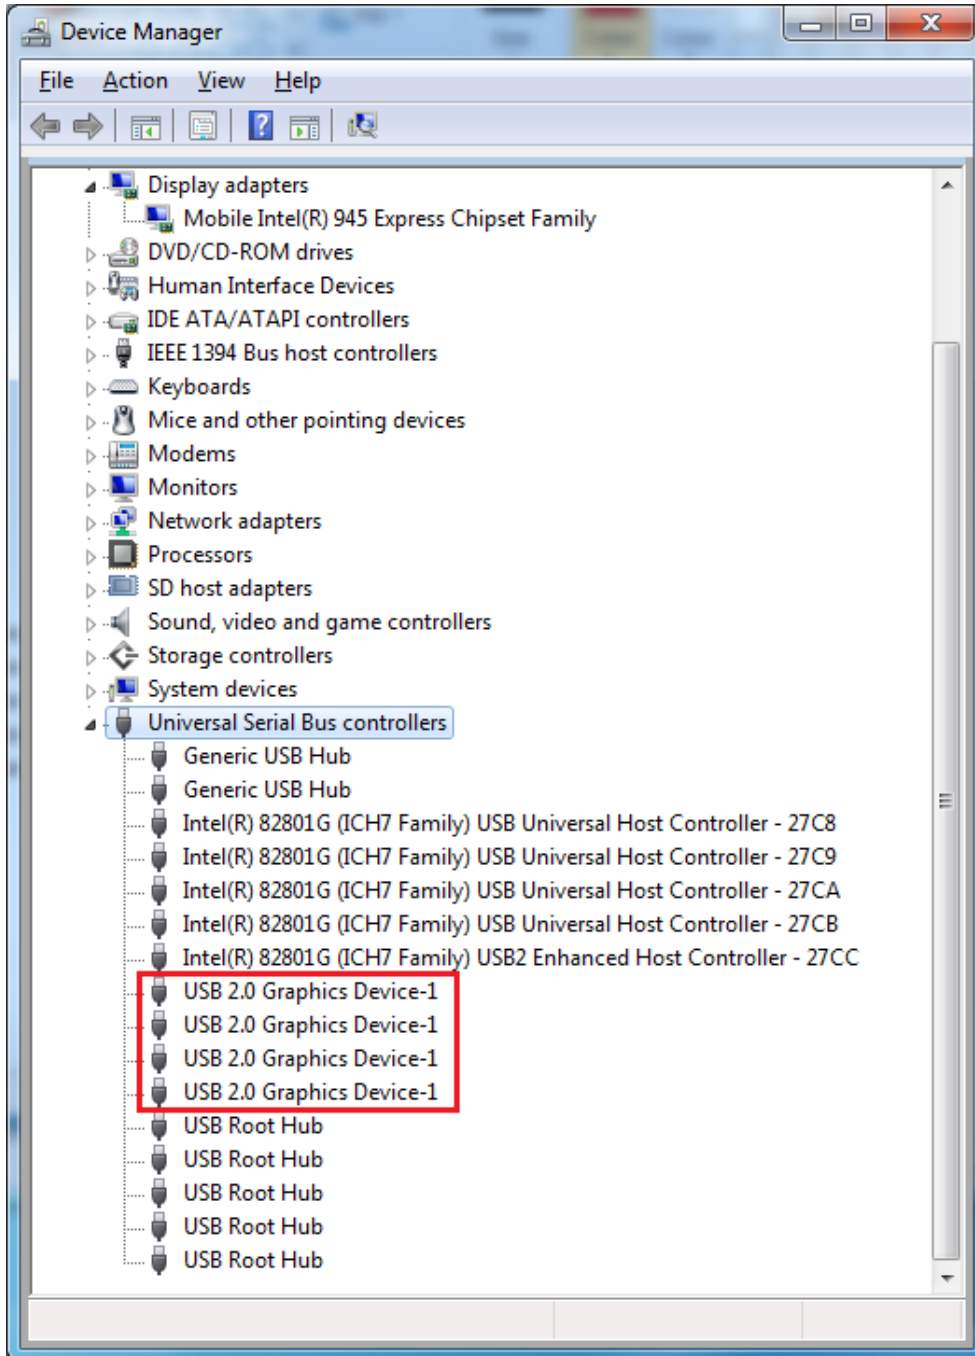 Device Manager
File Action View Help
Display adapters
Mobile Intel(R) 945 Express Chipset Family
DVD/CD-ROM drives
Human Interface Devices
IDE ATA/ATAPI controllers
IEEE 1394 Bus host controllers
Keyboards
Mice and other pointing devices
Modems
Monitors
Network adapters
Processors
SD host adapters
Sound, video and game controllers
Storage controllers
System devices
Universal Serial Bus controllers
Generic USB Hub
Generic USB Hub
Intel(R) 82801G (ICH7 Family) USB Universal Host Controller - 27C8
Intel(R) 82801G (ICH7 Family) USB Universal Host Controller - 27C9
Intel(R) 82801G (ICH7 Family) USB Universal Host Controller - 27CA
Intel(R) 82801G (ICH7 Family) USB Universal Host Controller - 27CB
Intel(R) 82801G (ICH7 Family) USB2 Enhanced Host Controller - 27CC
USB 2.0 Graphics Device-1
USB 2.0 Graphics Device-1
USB 2.0 Graphics Device-1
USB 2.0 Graphics Device-1
USB Root Hub
USB Root Hub
USB Root Hub
USB Root Hub
USB Root Hub